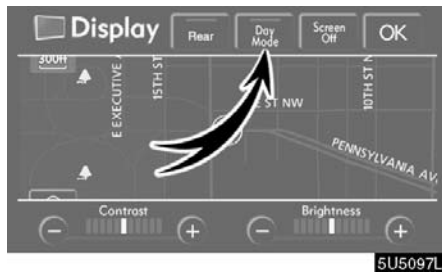 Display
Rear
Day
Mode
Screen
Off
OK
300ft
E EXECUTIVE
15TH ST
E ST NW
10TH ST N
PENNSYLVANIA AV.
Contrast
Brightness
− +
− +
5U5097L